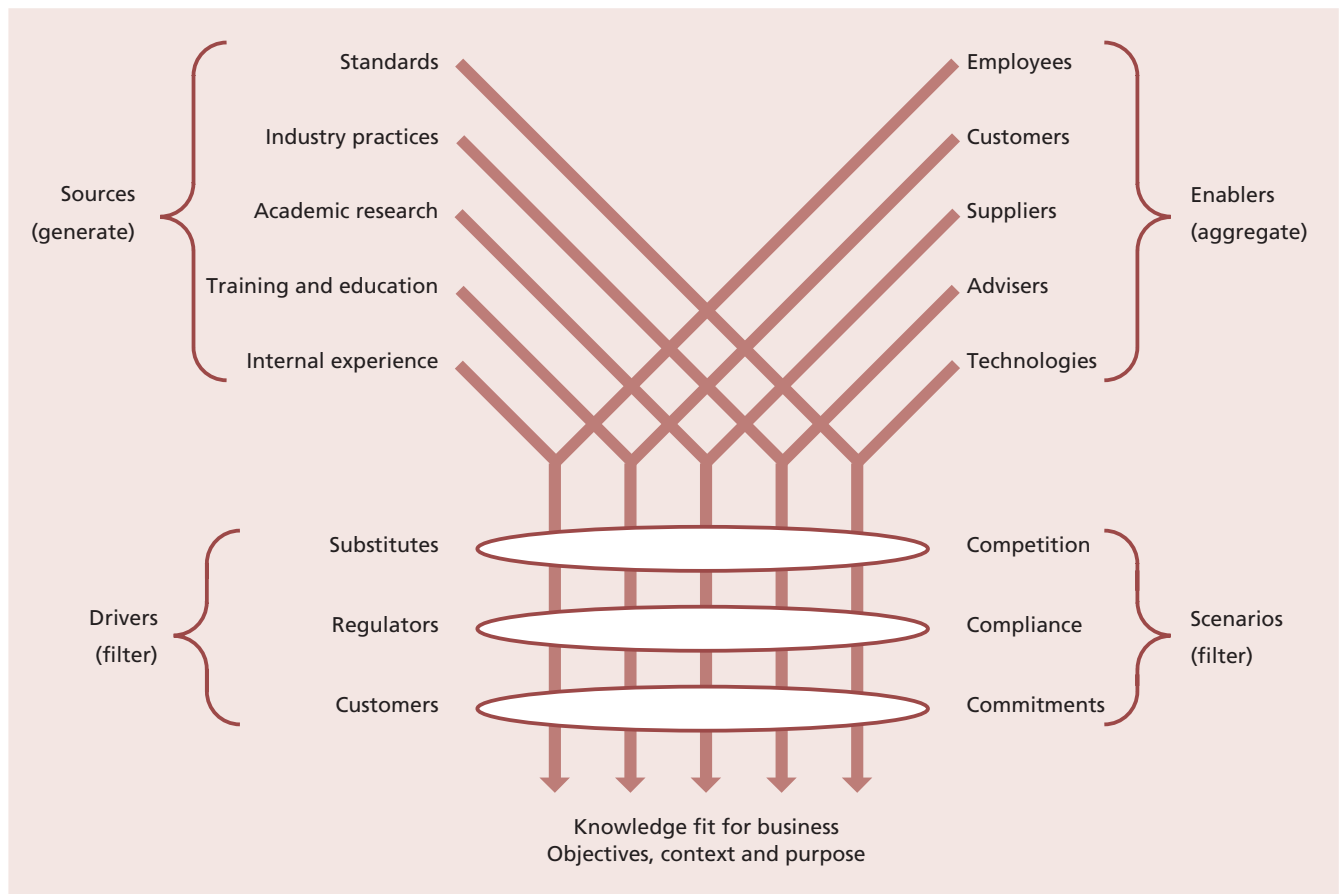 Sources
(generate)
Standards
Industry practices
Academic research
Training and education
Internal experience
Employees
Customers
Suppliers
Advisers
Technologies
Enablers
(aggregate)
Drivers
(filter)
Substitutes
Regulators
Customers
Competition
Compliance
Commitments
Scenarios
(filter)
Knowledge fit for business
Objectives, context and purpose